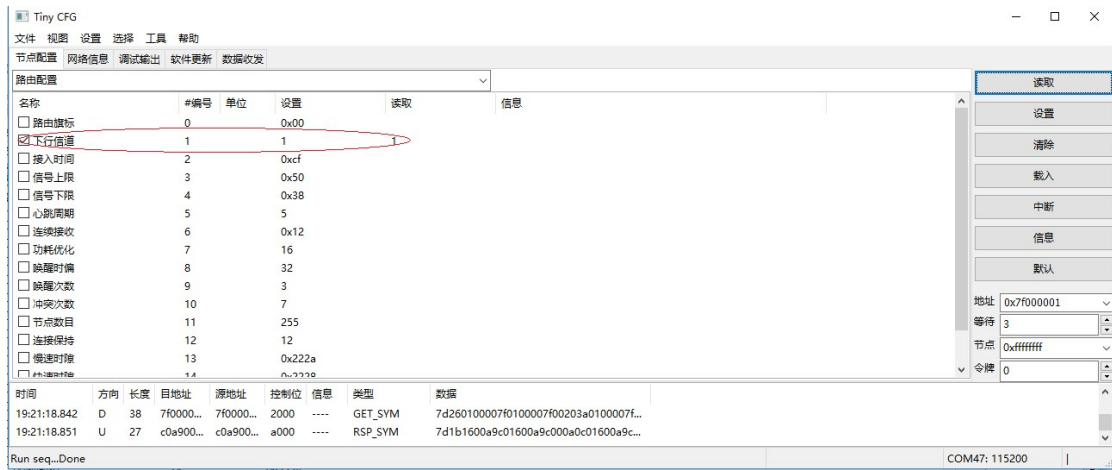 Tiny CFG
文件 视图 设置 选择 工具 帮助
节点配置 网络信息 调试输出 软件更新 数据收发
路由配置
名称 #编号 单位 设置 读取 信息
路由旗标 0 0x00
下行信道 1 1 1
接入时间 2 0xcf
信号上限 3 0x50
信号下限 4 0x38
心跳周期 5 5
连续接收 6 0x12
功耗优化 7 16
唤醒时偏 8 32
唤醒次数 9 3
冲突次数 10 7
节点数目 11 255
连接保持 12 12
慢速时隙 13 0x222a
快速时隙 14 0x2228
读取
设置
清除
载入
中断
信息
默认
地址 0x7f000001
等待 3
节点 0xffffffff
令牌 0
时间 方向 长度 目地址 源地址 控制位 信息 类型 数据
19:21:18.842 D 38 7f0000... 7f0000... 2000 ---- GET_SYM 7d260100007f0100007f00203a0100007f...
19:21:18.851 U 27 c0a900... c0a900... a000 ---- RSP_SYM 7d1b1600a9c01600a9c000a0c01600a9c...
Run seq...Done COM47: 115200